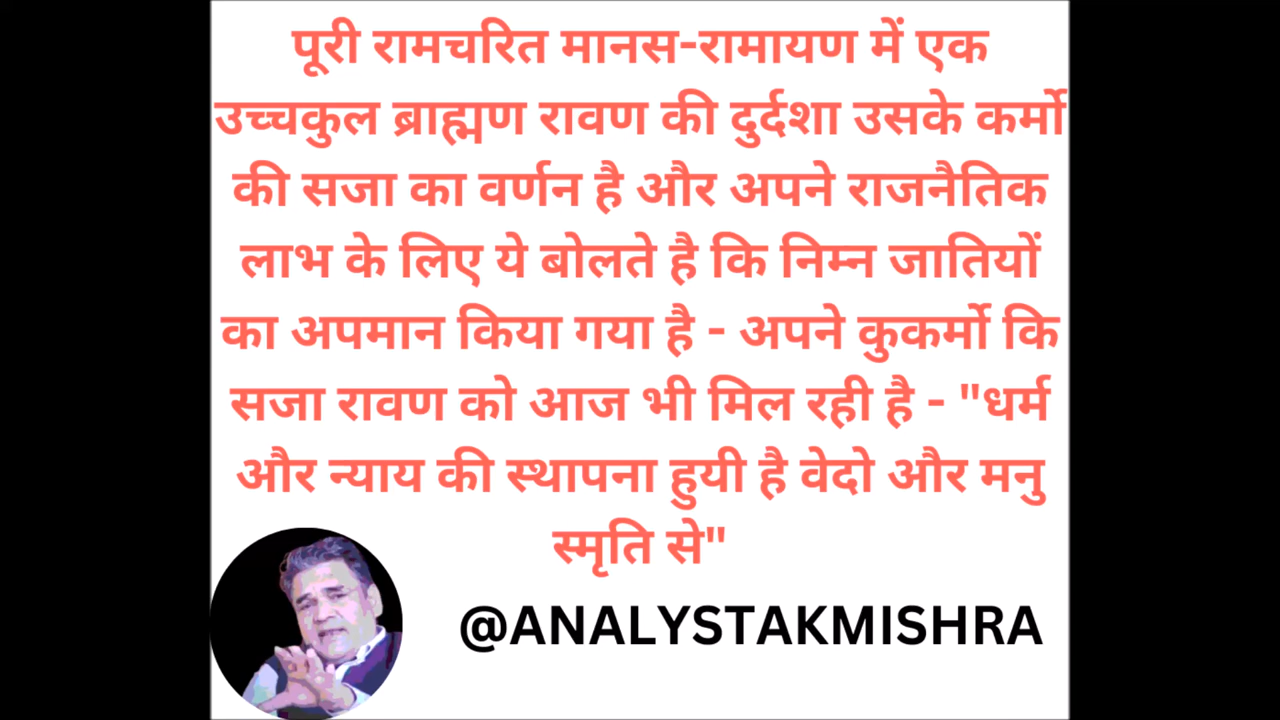 पूरी रामचरित मानस-रामायण में एक
उच्चकुल ब्राह्मण रावण की दुर्दशा उसके कर्मो
की सजा का वर्णन है और अपने राजनैतिक
लाभ के लिए ये बोलते है कि निम्न जातियों
का अपमान किया गया है - अपने कुकर्मो कि
सजा रावण को आज भी मिल रही है - "धर्म
और न्याय की स्थापना हुयी है वेदो और मनु
स्मृति से"
@ANALYSTAKMISHRA